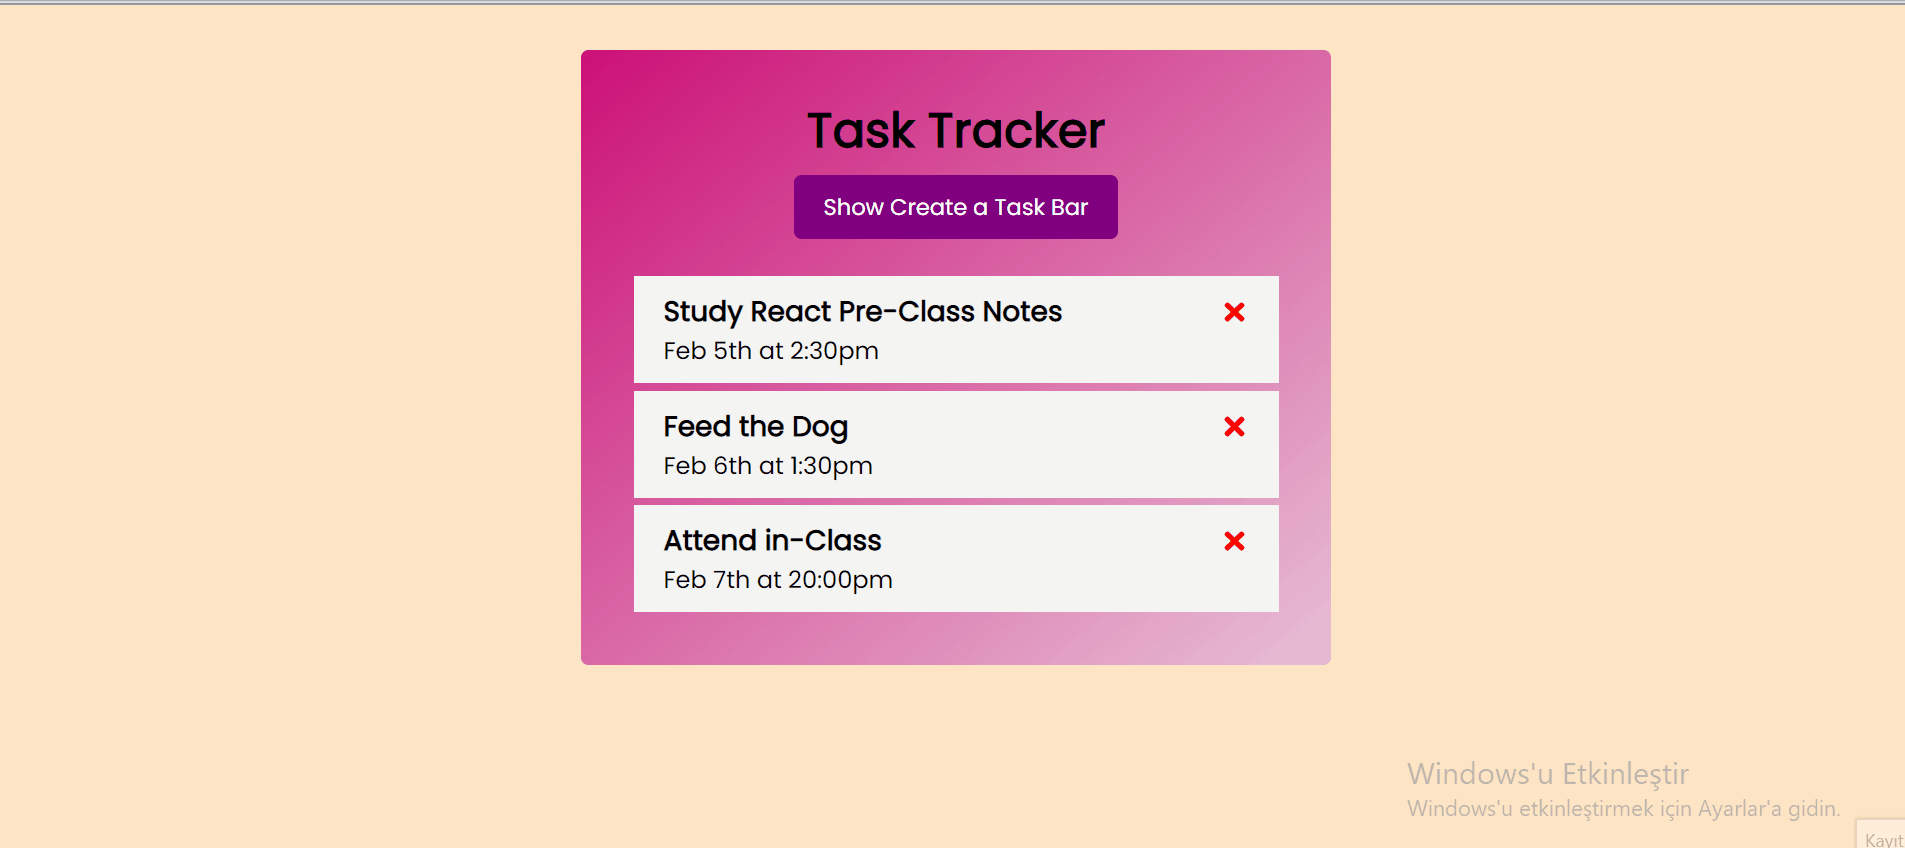 Task Tracker
Show Create a Task Bar
Study React Pre-Class Notes
Feb 5th at 2:30pm
Feed the Dog
Feb 6th at 1:30pm
Attend in-Class
Feb 7th at 20:00pm
Windows'u Etkinleştir
Windows'u etkinleştirmek için Ayarlar'a gidin.
Kayıt